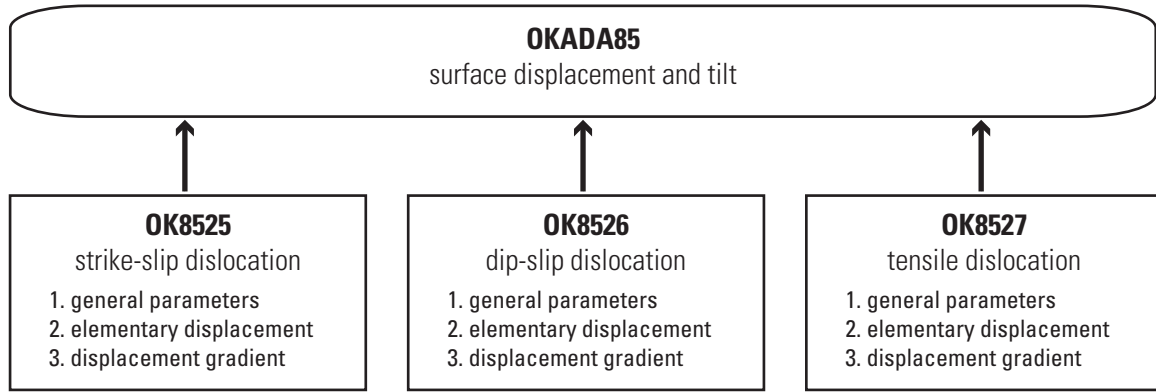 OKADA85
surface displacement and tilt
OK8525
strike-slip dislocation
1. general parameters
2. elementary displacement
3. displacement gradient
OK8526
dip-slip dislocation
1. general parameters
2. elementary displacement
3. displacement gradient
OK8527
tensile dislocation
1. general parameters
2. elementary displacement
3. displacement gradient